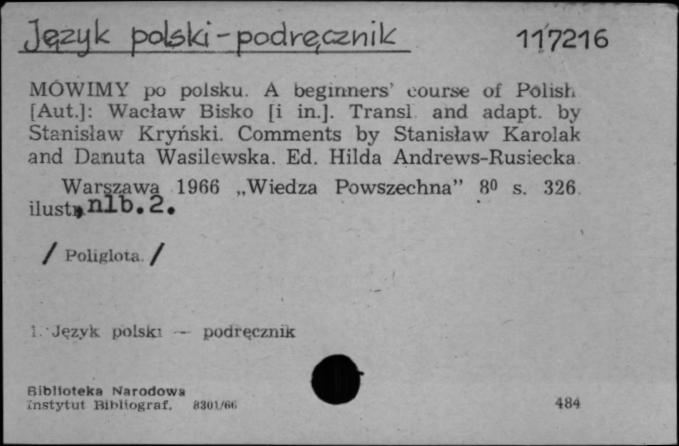 Język polski - podręcznik 117216
MÓWIMY po polsku. A beginners' course of Polish
[Aut.]: Wacław Bisko [i in.]. Transl. and adapt. by
Stanisław Kryński. Comments by Stanisław Karolak
and Danuta Wasilewska. Ed. Hilda Andrews-Rusiecka.
Warszawa 1966 „Wiedza Powszechna” 8⁰ s. 326
ilustr, nlb. 2.
/ Poliglota. /
1. Język polski — podręcznik
Biblioteka Narodowa
Instytut Bibliograf. 8301/66 484